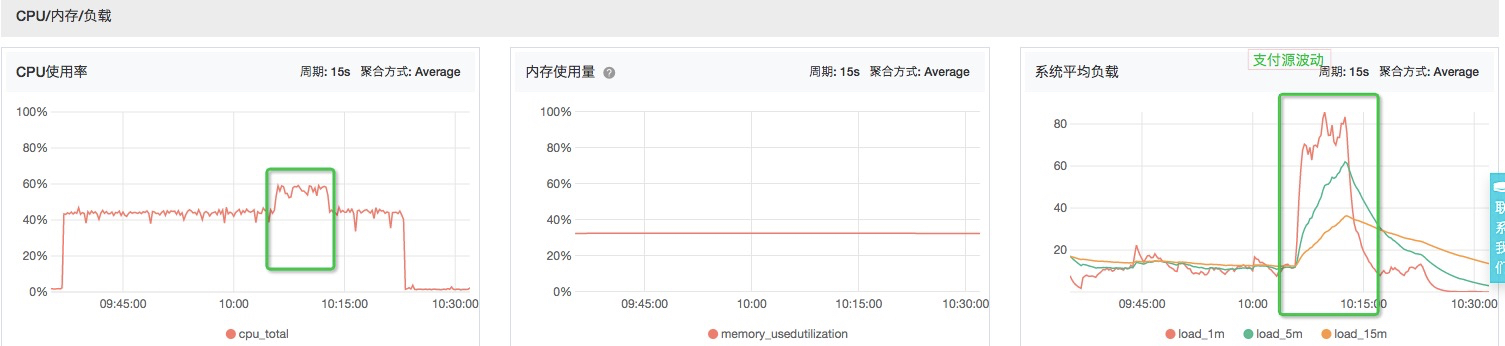 CPU/内存/负载
CPU使用率 周期: 15s 聚合方式: Average
100%
80%
60%
40%
20%
0%
09:45:00 10:00 10:15:00 10:30:00
cpu_total
内存使用量 ? 周期: 15s 聚合方式: Average
100%
80%
60%
40%
20%
0%
09:45:00 10:00 10:15:00 10:30:00
memory_usedutilization
支付源波动
系统平均负载 周期: 15s 聚合方式: Average
80
60
40
20
09:45:00 10:00 10:15:00 10:30:00
load_1m load_5m load_15m
联系我们